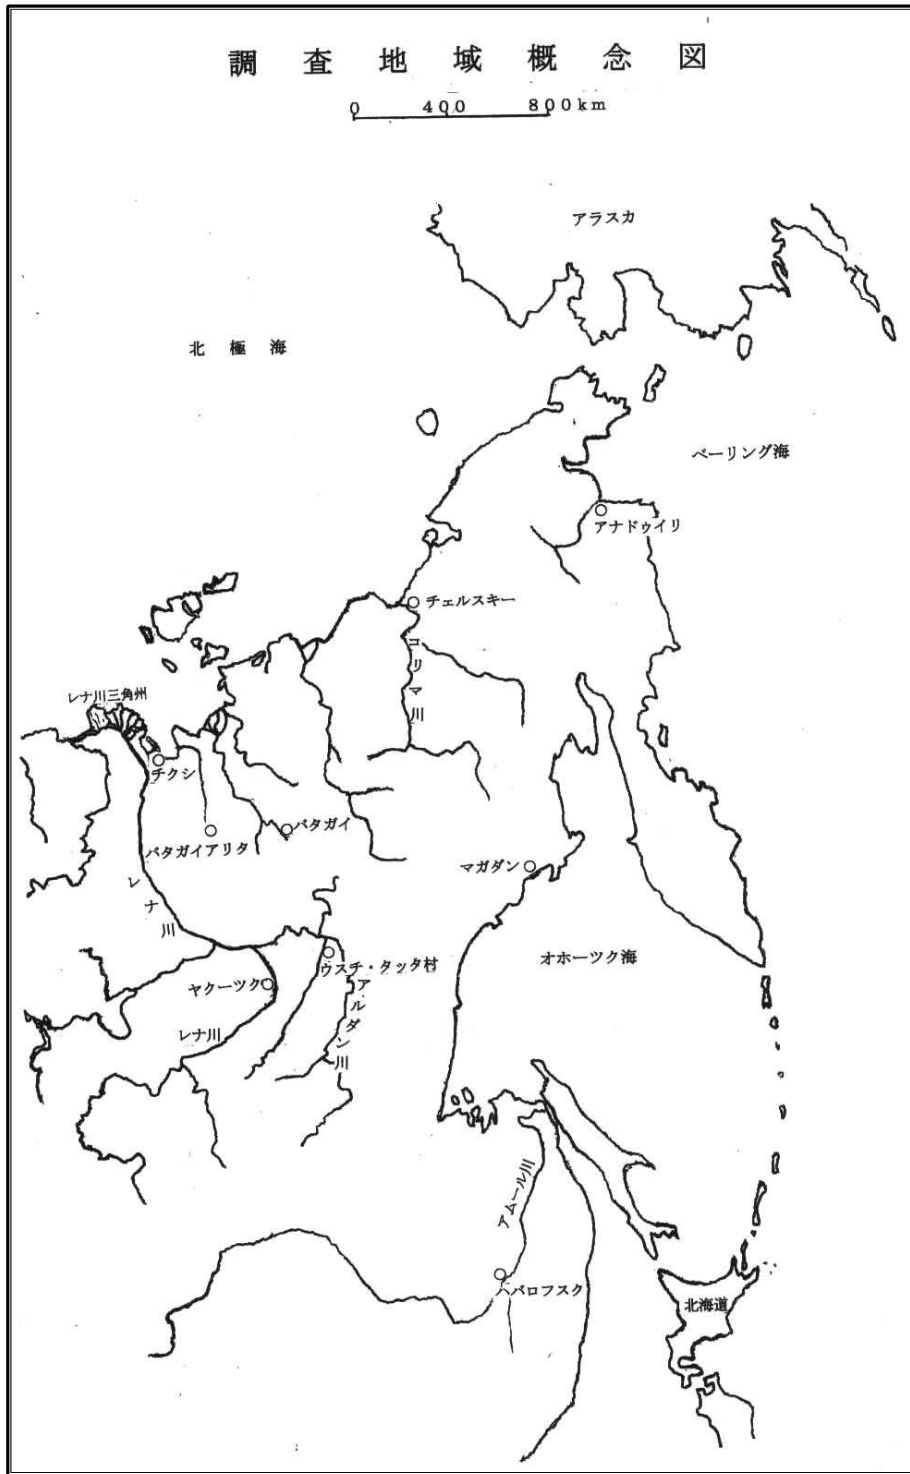 調査地域概念図
0 400 800km
アラスカ
北極海
ベーリング海
アナドゥイリ
チェルスキー
コリマ川
レナ川三角州
チクシ
バタガイ
バタガイアリタ
マガダン
レナ川
オホーツク海
ウスチ・タッタ村
ヤクーツク
アルダン川
レナ川
アムール川
ハバロフスク
北海道